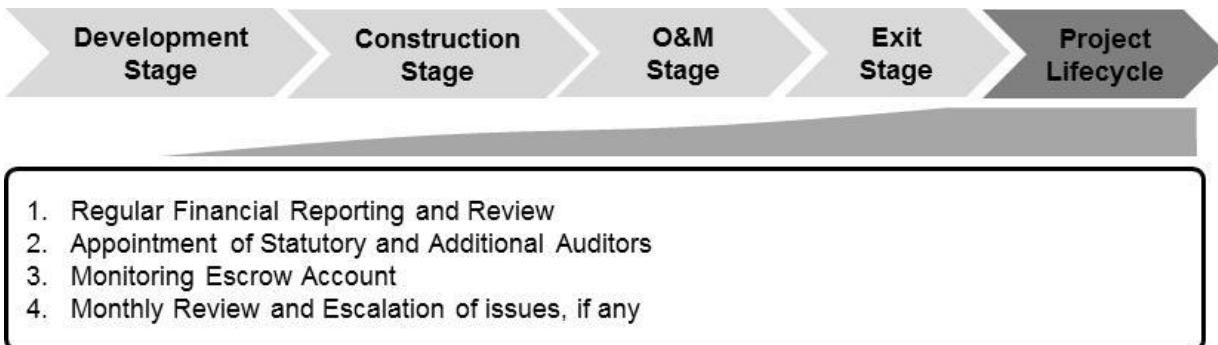 Development
Stage
Construction
Stage
O&M
Stage
Exit
Stage
Project
Lifecycle
1. Regular Financial Reporting and Review
2. Appointment of Statutory and Additional Auditors
3. Monitoring Escrow Account
4. Monthly Review and Escalation of issues, if any